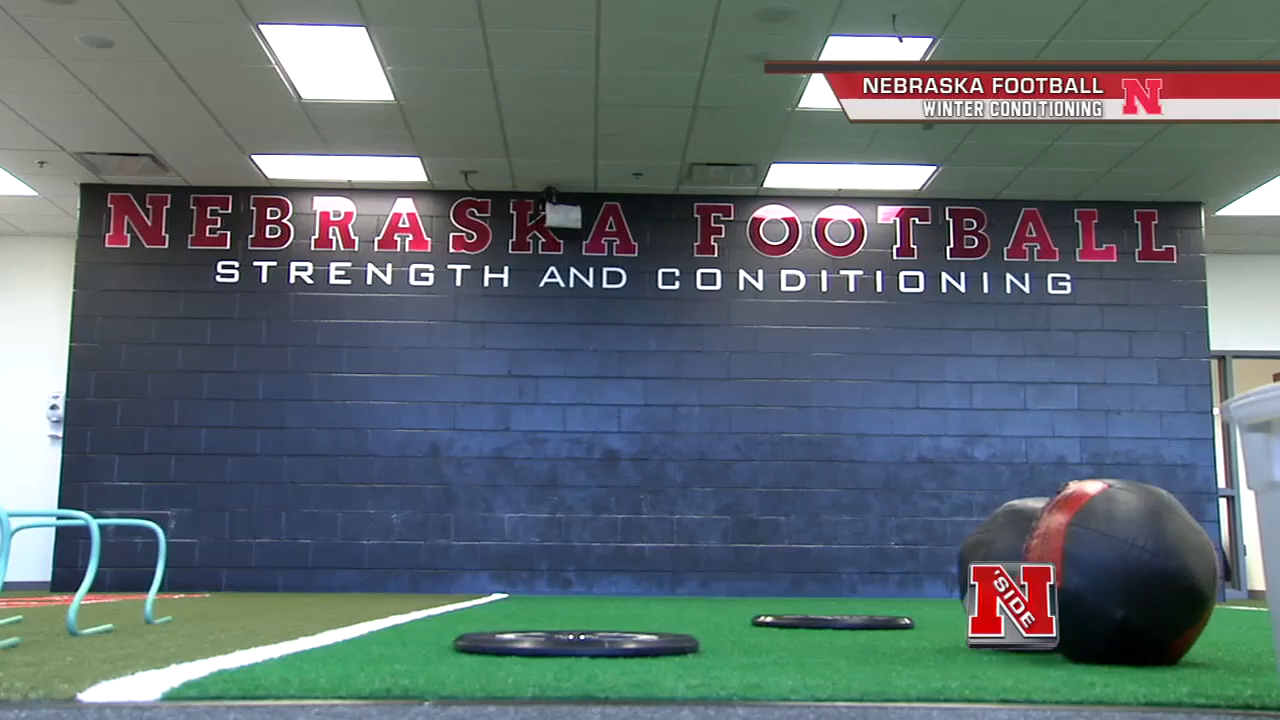 NEBRASKA FOOTBALL
WINTER CONDITIONING
N
NEBRASKA FOOTBALL
STRENGTH AND CONDITIONING
N
'SIDE